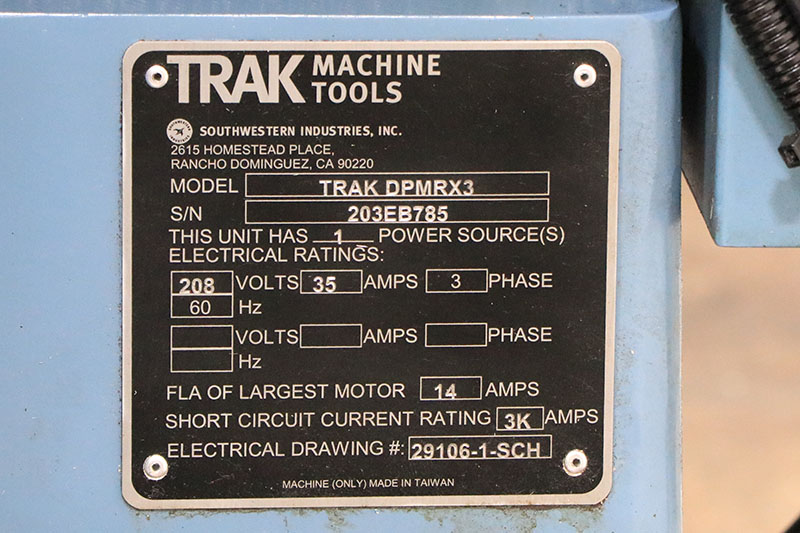 TRAK MACHINE TOOLS
SOUTHWESTERN INDUSTRIES, INC.
2615 HOMESTEAD PLACE,
RANCHO DOMINGUEZ, CA 90220
MODEL TRAK DPMRX3
S/N 203EB785
THIS UNIT HAS 1 POWER SOURCE(S)
ELECTRICAL RATINGS:
208 VOLTS 35 AMPS 3 PHASE
60 Hz
VOLTS AMPS PHASE
Hz
FLA OF LARGEST MOTOR 14 AMPS
SHORT CIRCUIT CURRENT RATING 3K AMPS
ELECTRICAL DRAWING #: 29106-1-SCH
MACHINE (ONLY) MADE IN TAIWAN